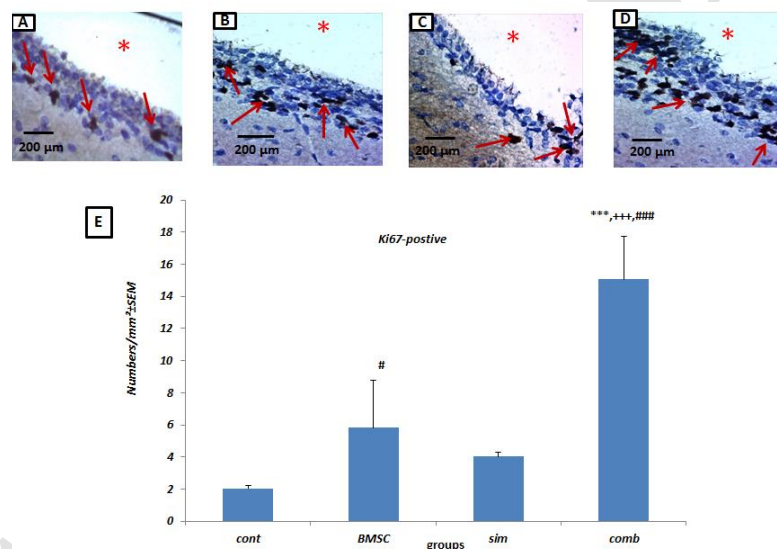 A
*
200 µm
B
*
200 µm
C
*
200 µm
D
*
200 µm
E
Ki67-postive
***,+++,###
#
Numbers/mm²±SEM
20
18
16
14
12
10
8
6
4
2
0
cont BMSC sim comb
groups